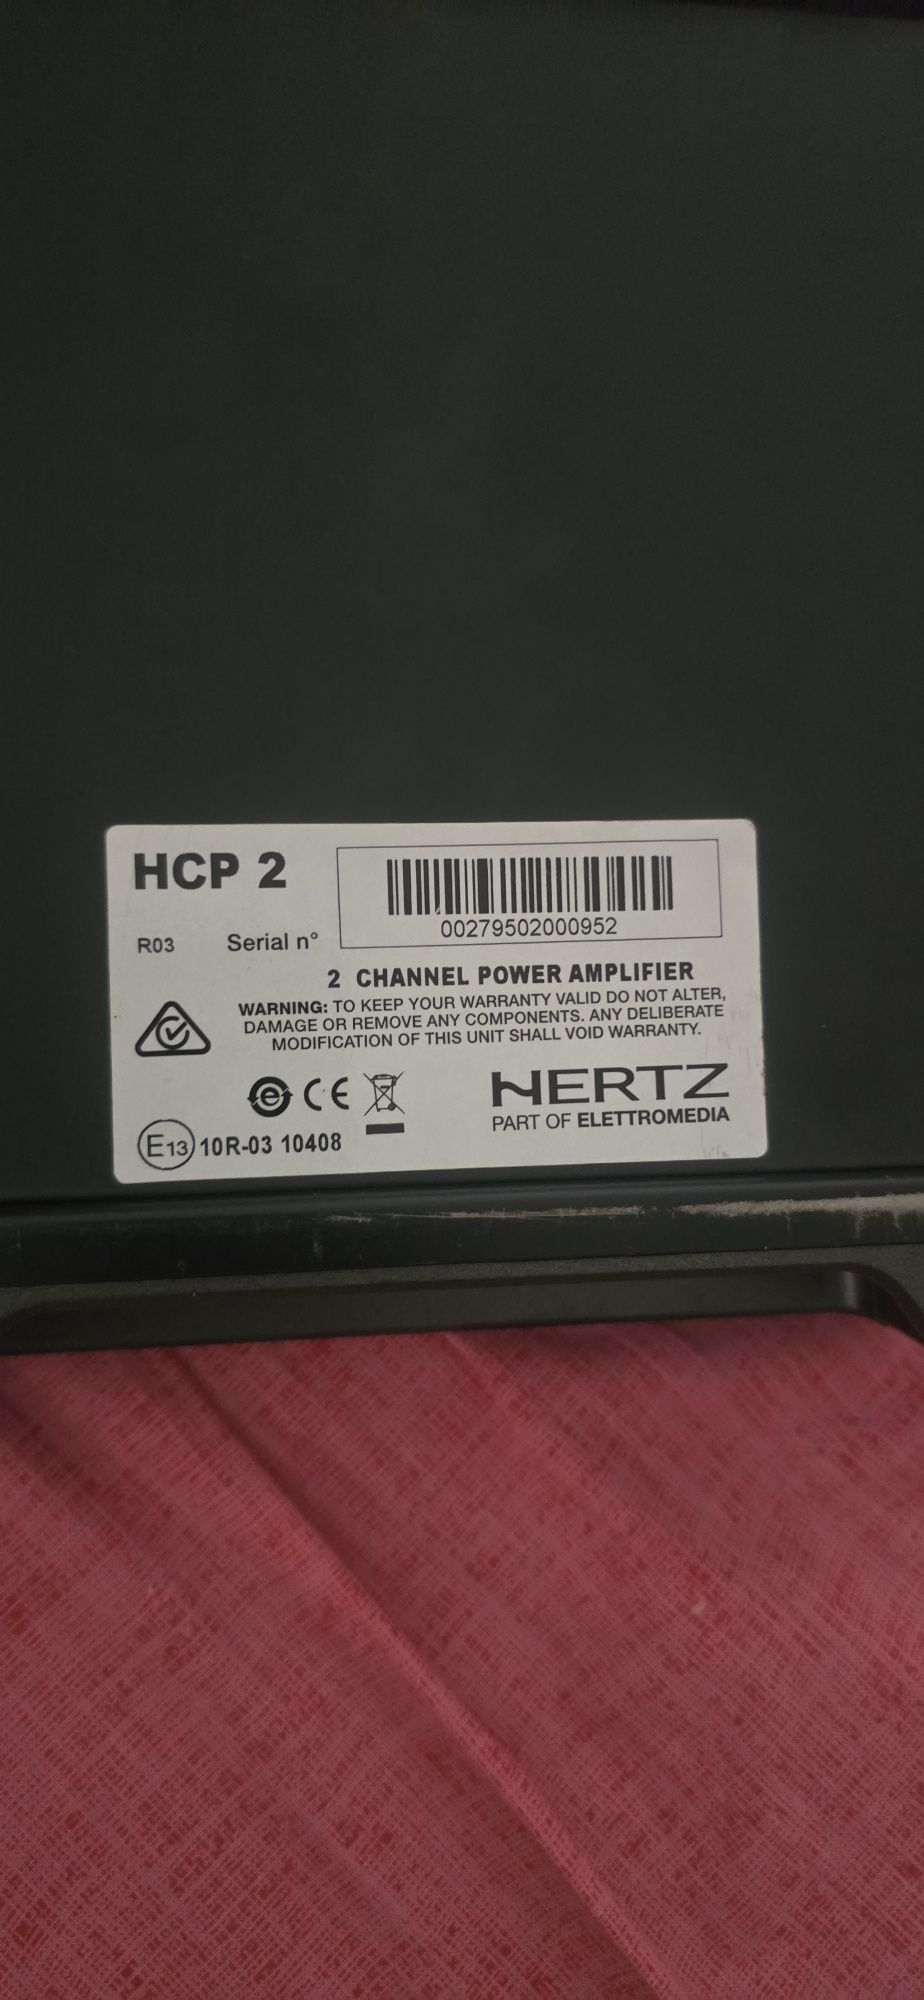 HCP 2
00279502000952
R03 Serial n°
2 CHANNEL POWER AMPLIFIER
WARNING: TO KEEP YOUR WARRANTY VALID DO NOT ALTER,
DAMAGE OR REMOVE ANY COMPONENTS. ANY DELIBERATE
MODIFICATION OF THIS UNIT SHALL VOID WARRANTY.
e CE
HERTZ
PART OF ELETTROMEDIA
E13 10R-03 10408